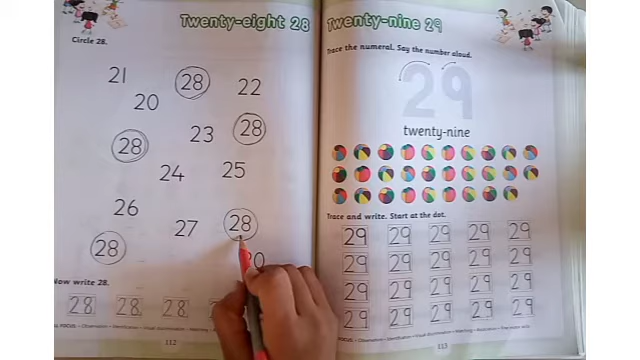 Twenty-eight 28
Circle 28.
21 28 22
20
23 28
28
24 25
26
27 28
28
Now write 28.
28 28 28
112
Twenty-nine 29
Trace the numeral. Say the number aloud.
29
twenty-nine
Trace and write. Start at the dot.
29 29 29 29 29
29 29 29 29 29
29 29 29 29 29
29 29 29 29 29
113